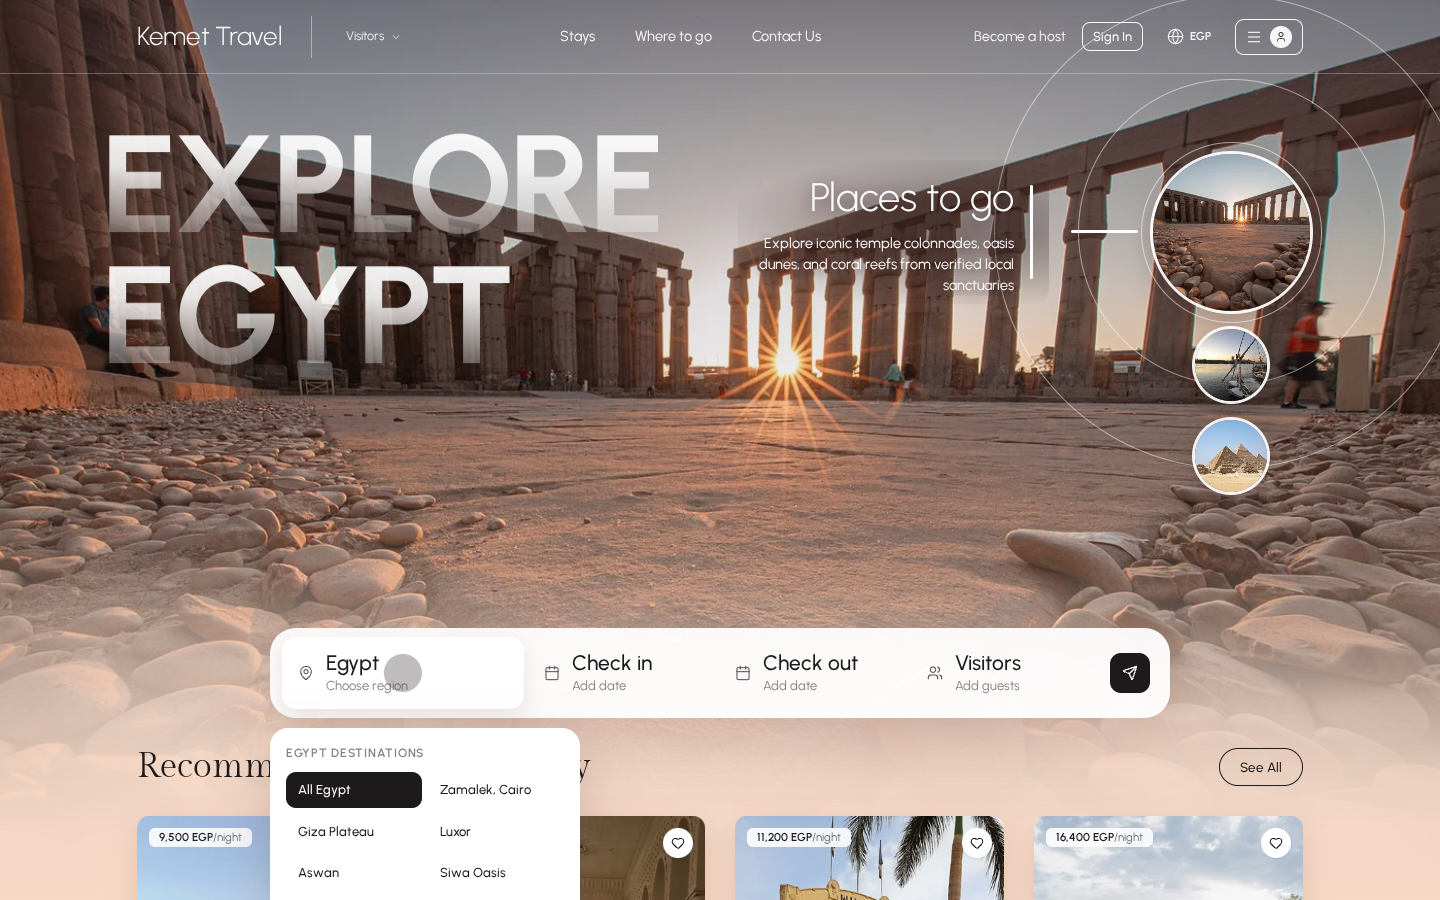 Kemet Travel
Visitors
Stays
Where to go
Contact Us
Become a host
Sign In
EGP
EXPLORE
EGYPT
Places to go
Explore iconic temple colonnades, oasis
dunes, and coral reefs from verified local
sanctuaries
Egypt
Choose region
Check in
Add date
Check out
Add date
Visitors
Add guests
EGYPT DESTINATIONS
All Egypt
Zamalek, Cairo
Giza Plateau
Luxor
Aswan
Siwa Oasis
See All
9,500 EGP/night
11,200 EGP/night
16,400 EGP/night